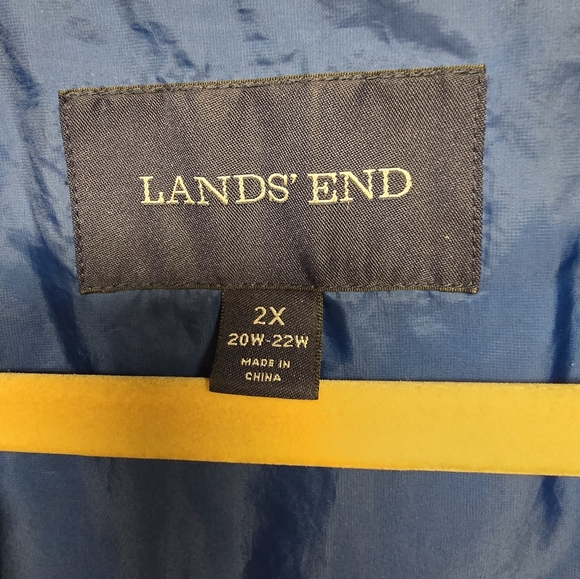 LANDS' END
2X
20W-22W
MADE IN
CHINA